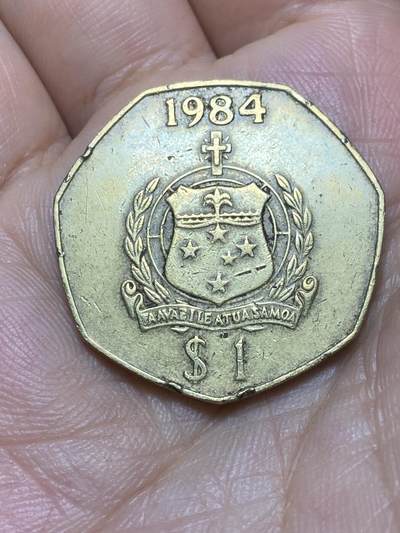 1984
FAAVAE I LE ATUA SAMOA
$ 1